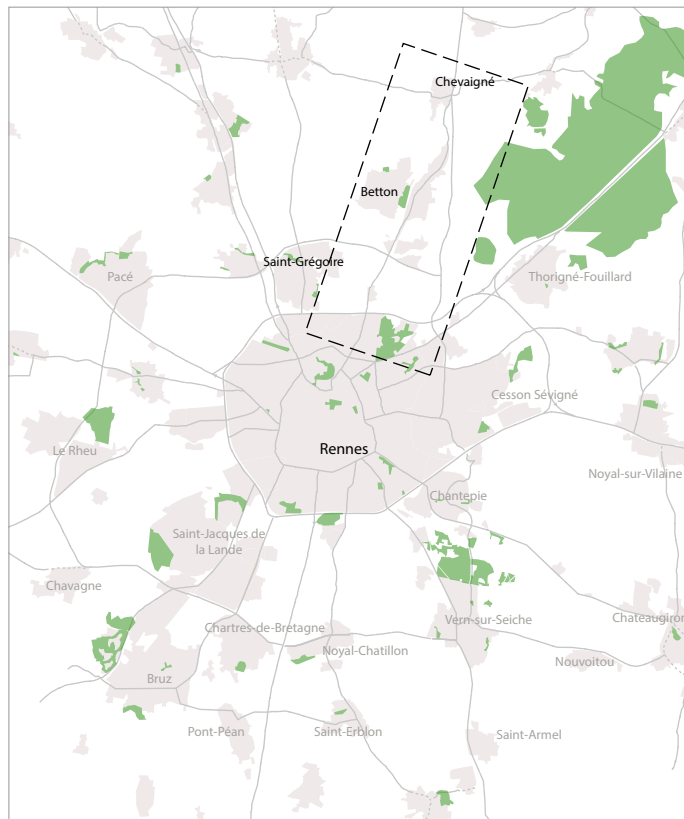 Chevaigné
Betton
Saint-Grégoire
Pacé
Thorigné-Fouillard
Cesson Sévigné
Rennes
Le Rheu
Noyal-sur-Vilaine
Chantepie
Saint-Jacques de
la Lande
Chavagne
Chartres-de-Bretagne
Vern-sur-Seiche
Chateaugiron
Noyal-Chatillon
Nouvoitou
Bruz
Pont-Péan
Saint-Erblon
Saint-Armel